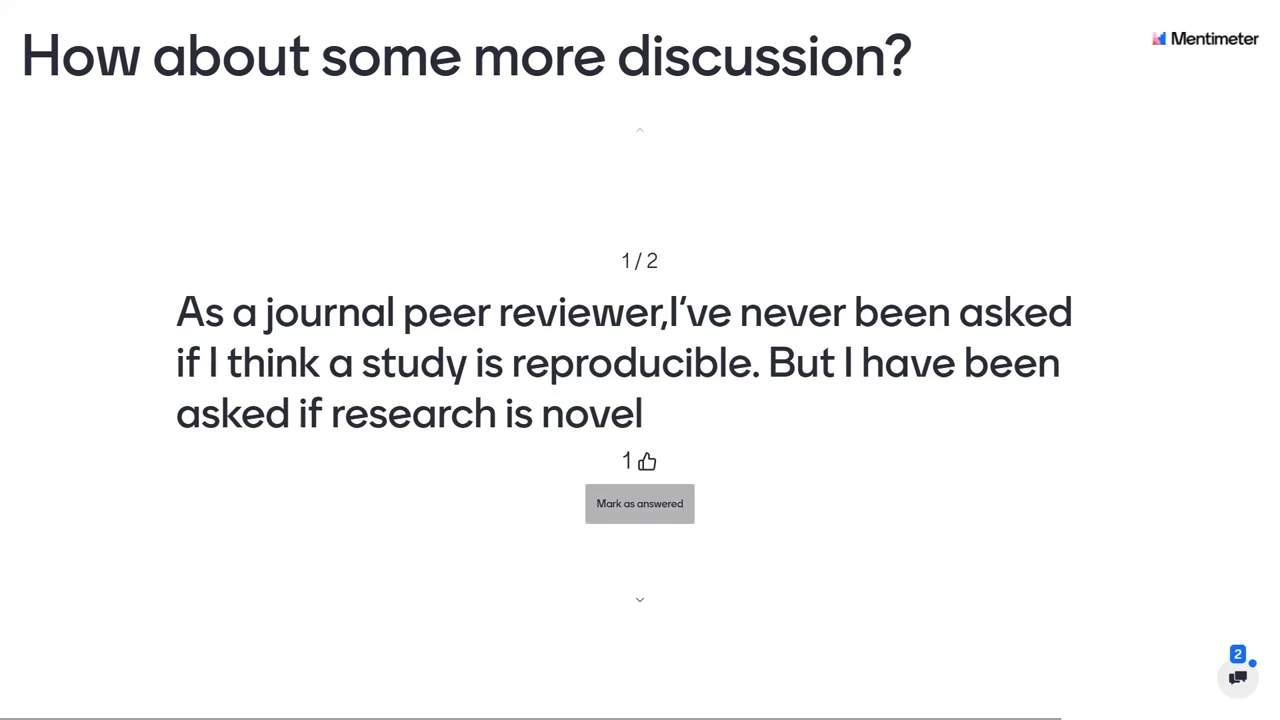 How about some more discussion?
Mentimeter
1 / 2
As a journal peer reviewer,I’ve never been asked
if I think a study is reproducible. But I have been
asked if research is novel
1
Mark as answered
2